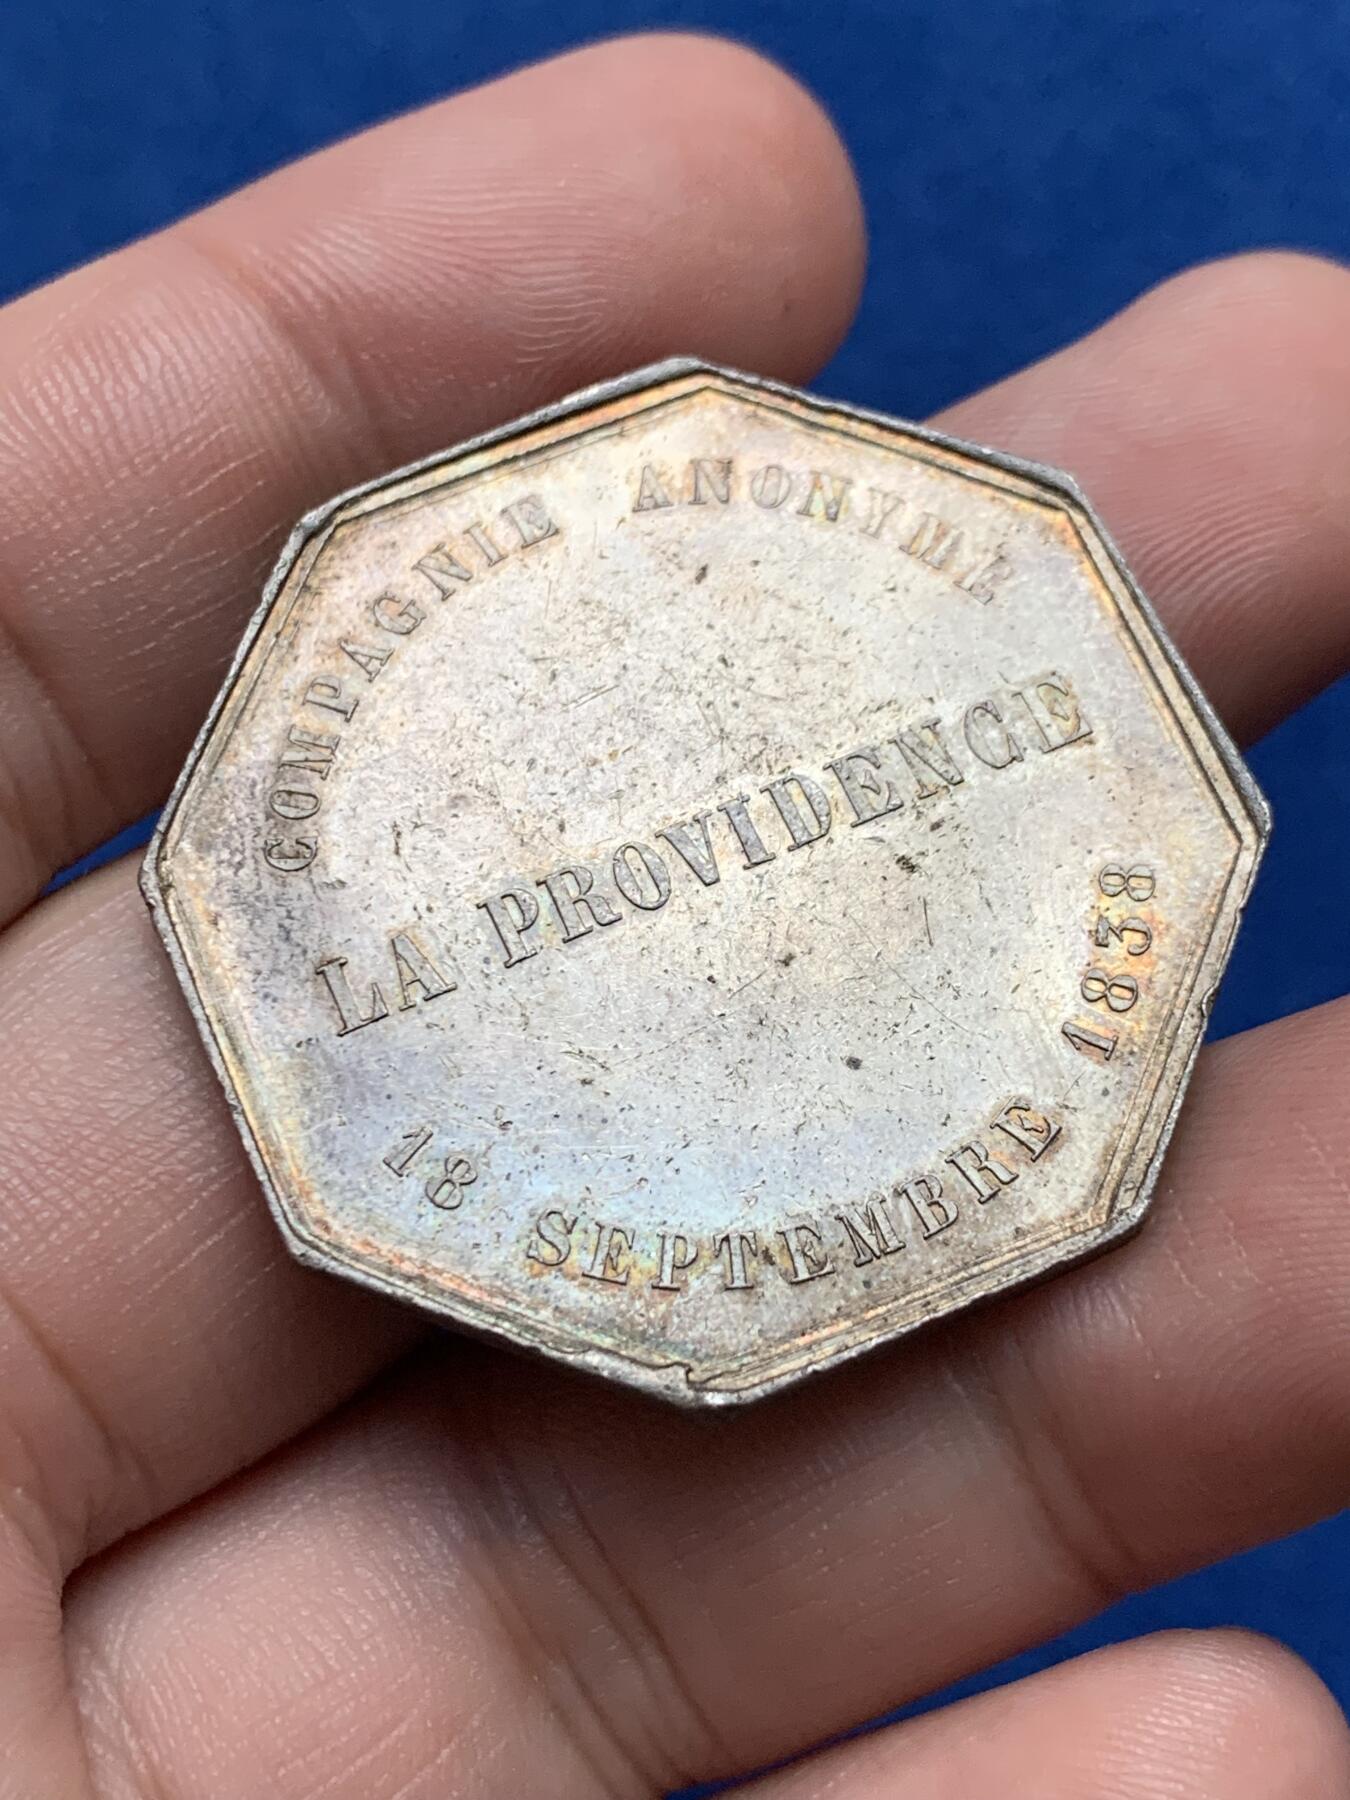 COMPAGNIE ANONYME
LA PROVIDENCE
18 SEPTEMBRE 1838